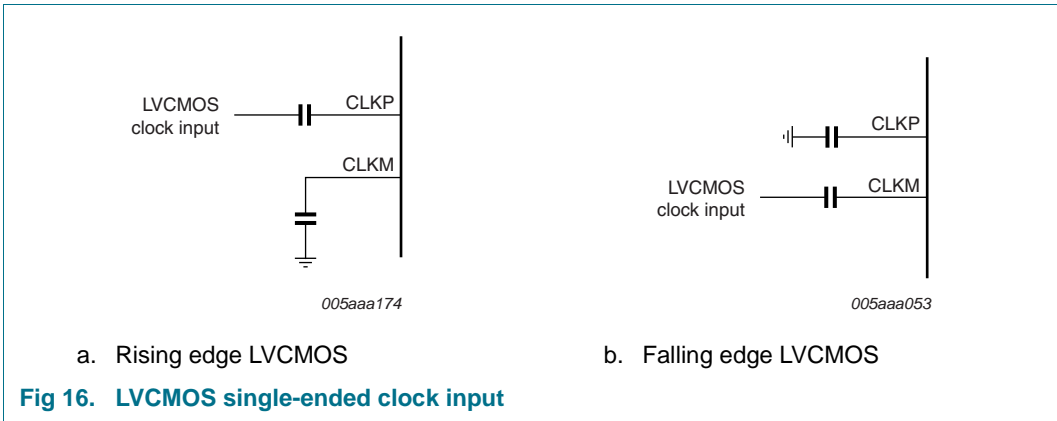 LVCMOS
clock input
CLKP
CLKM
005aaa174
a. Rising edge LVCMOS
CLKP
LVCMOS
clock input
CLKM
005aaa053
b. Falling edge LVCMOS
Fig 16. LVCMOS single-ended clock input